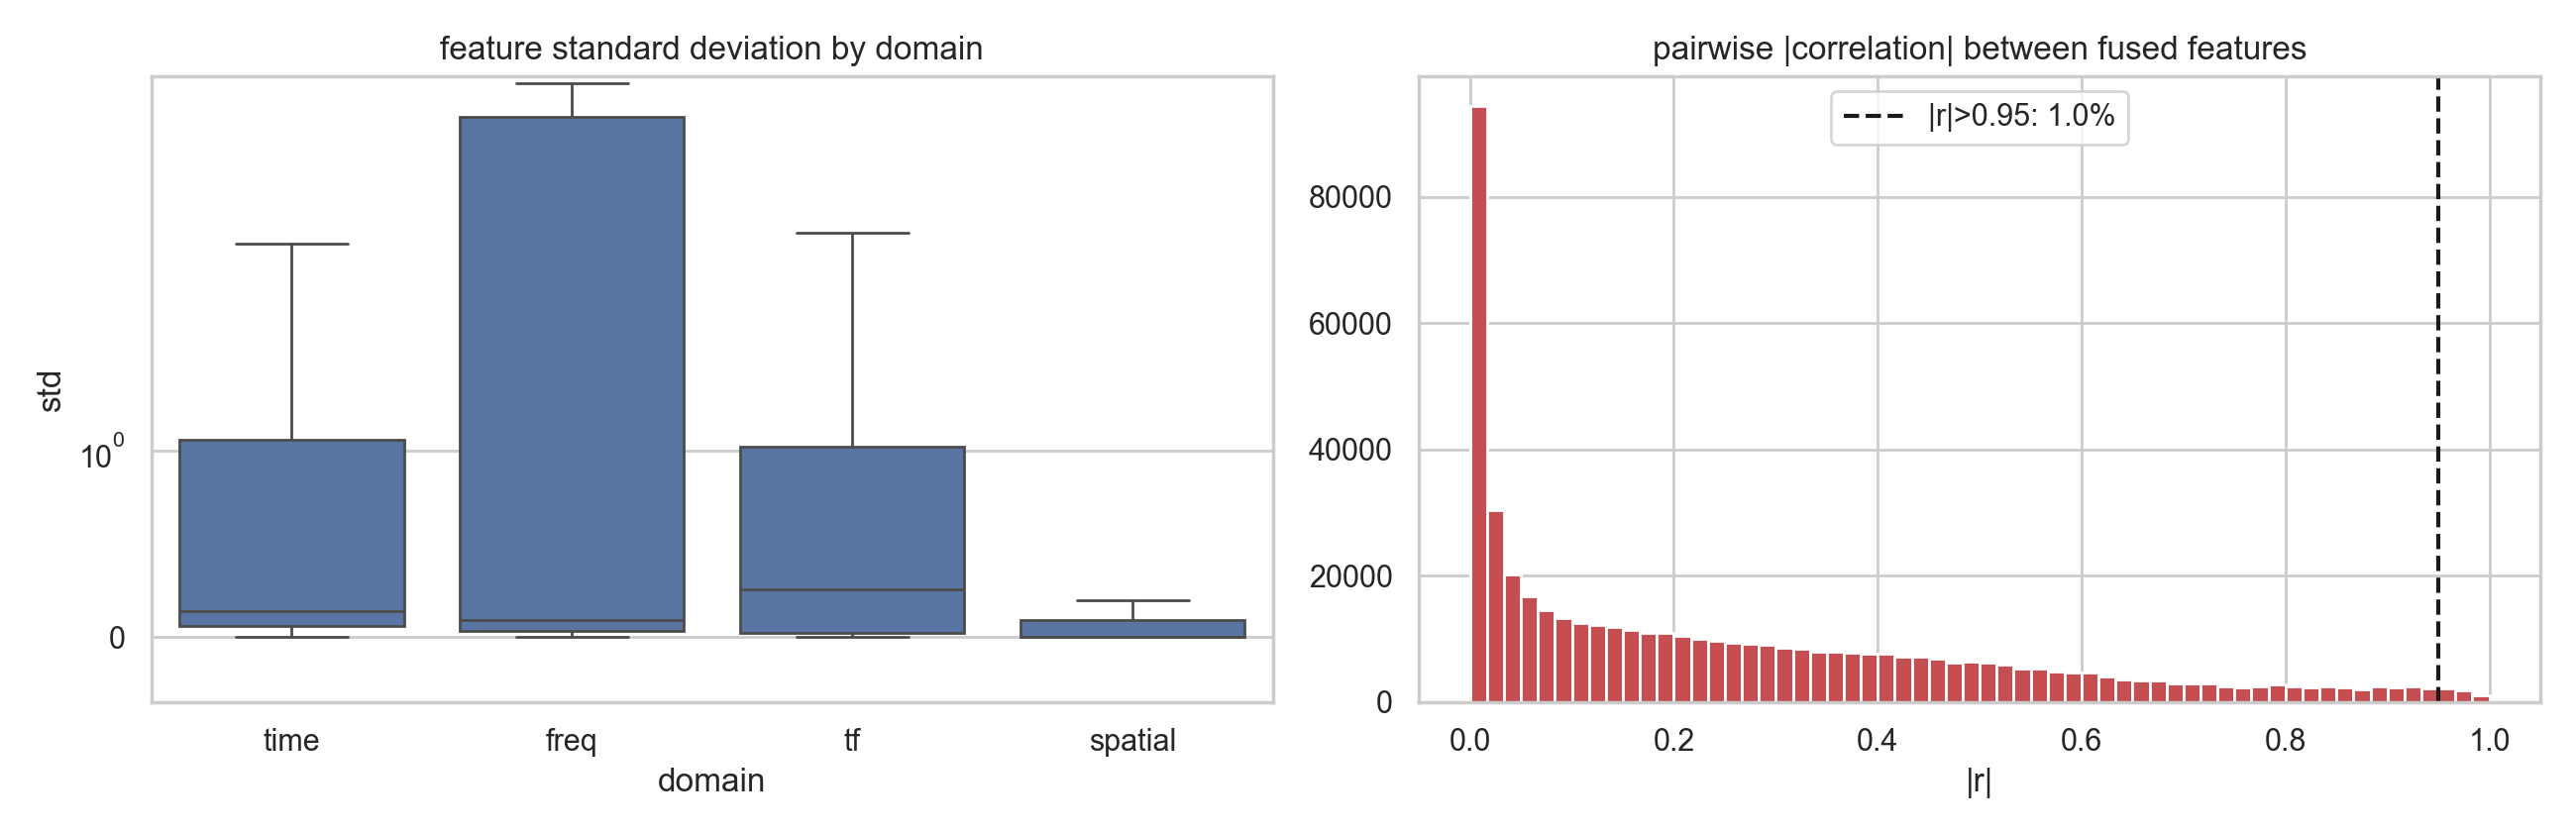 feature standard deviation by domain
std
10⁰
0
time
freq
tf
spatial
domain
pairwise |correlation| between fused features
|r|>0.95: 1.0%
80000
60000
40000
20000
0
0.0
0.2
0.4
0.6
0.8
1.0
|r|